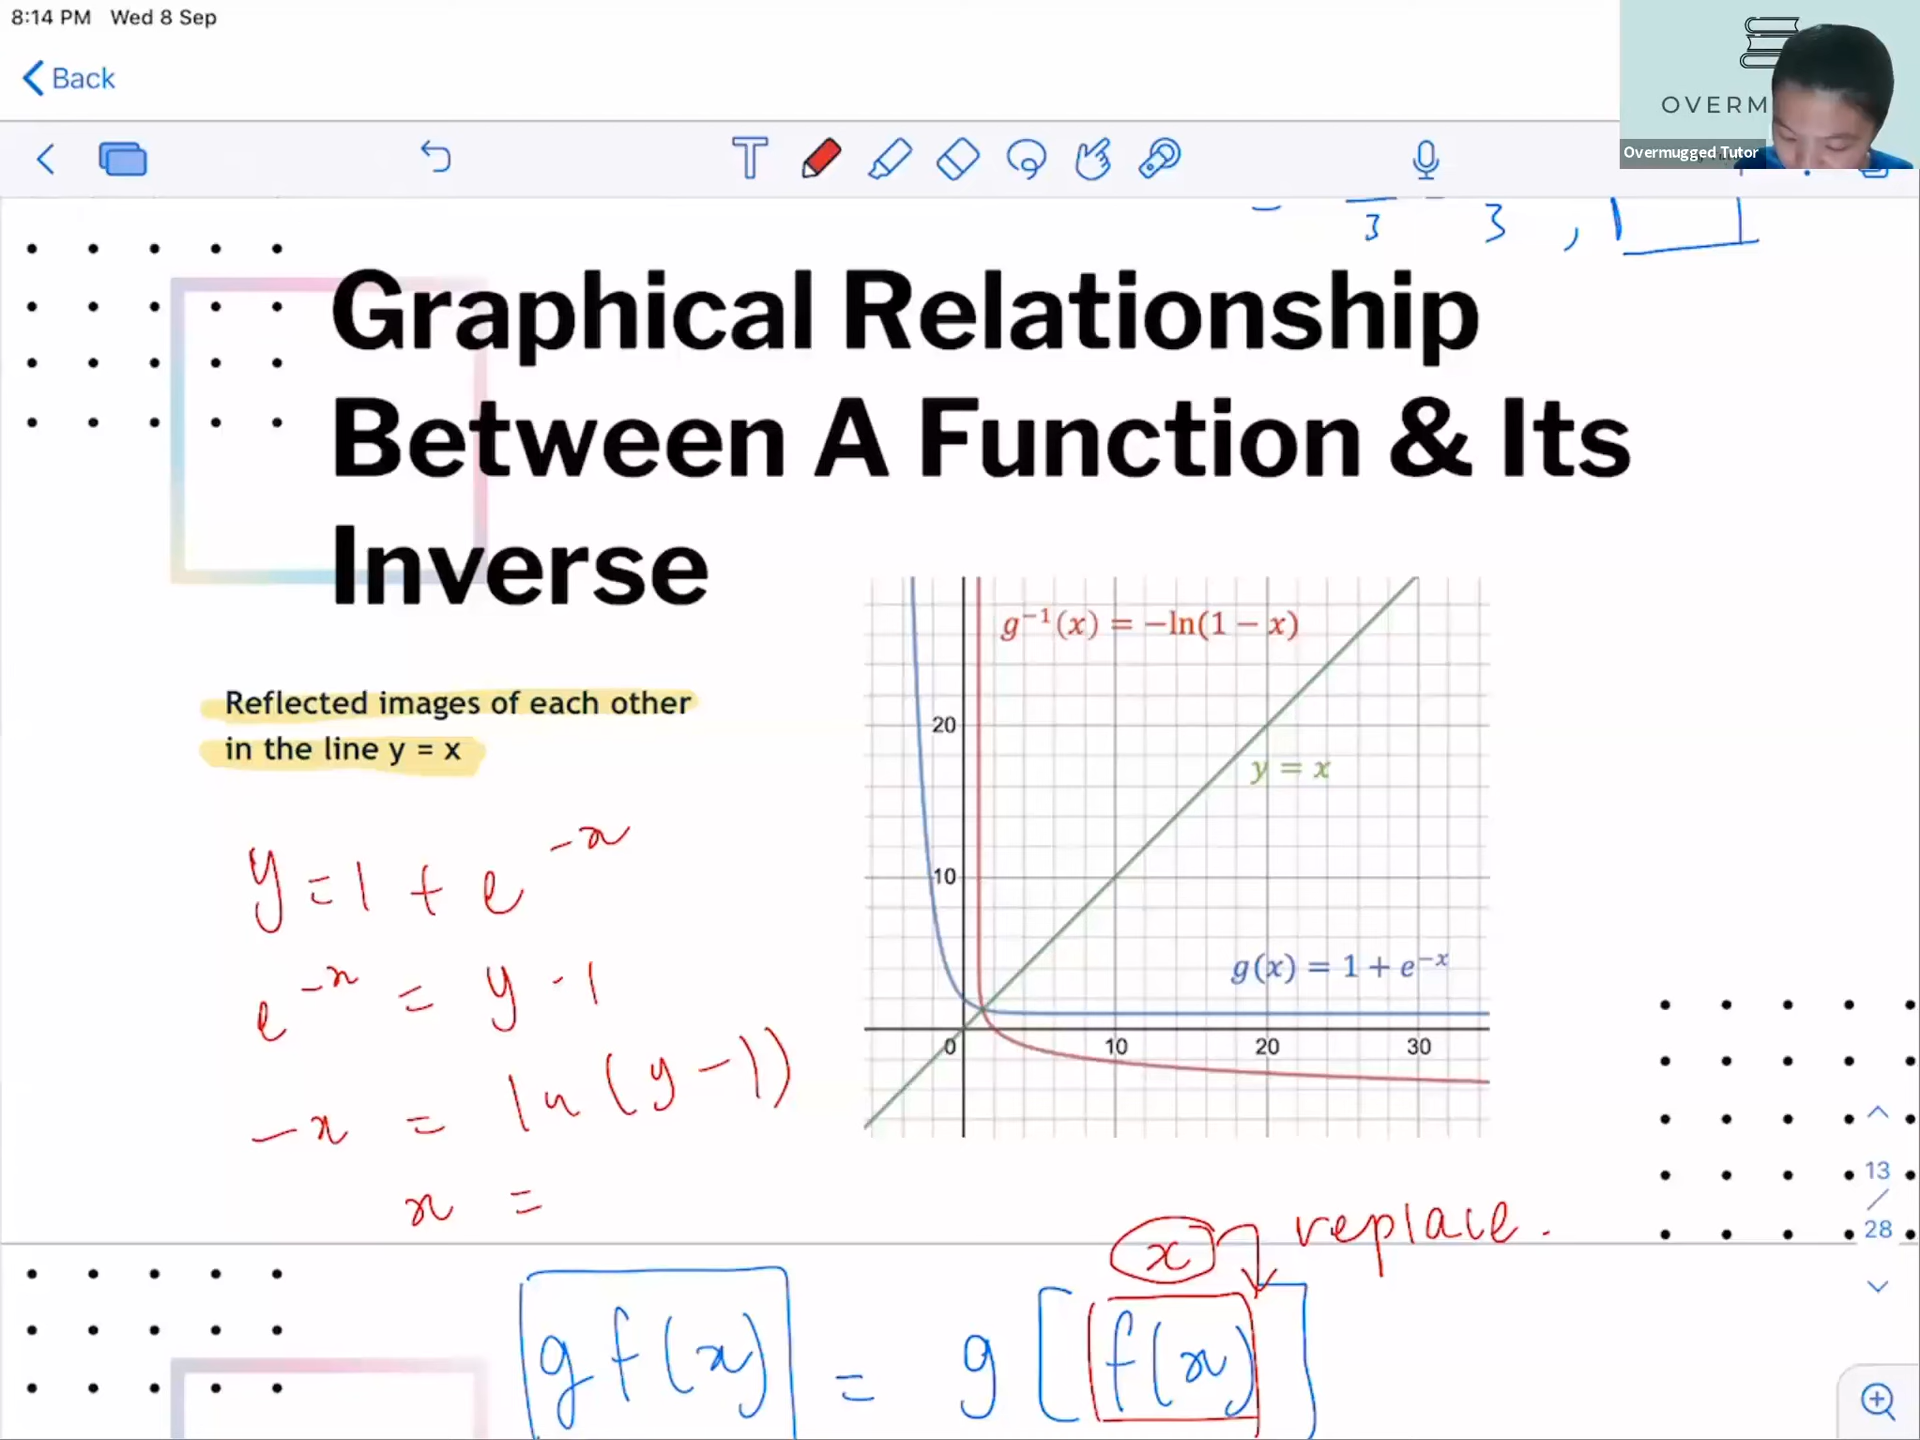 8:14 PM Wed 8 Sep
Back
OVERM
Overmugged Tutor
= 3 - 3 ,
Graphical Relationship
Between A Function & Its
Inverse
Reflected images of each other
in the line y = x
g⁻¹(x) = −ln(1 − x)
20
y = x
10
g(x) = 1 + e⁻ˣ
0 10 20 30
y = 1 + e⁻ˣ
e⁻ˣ = y - 1
-x = ln (y - 1)
x =
13
/
28
x replace.
gf(x) = g[f(x)]